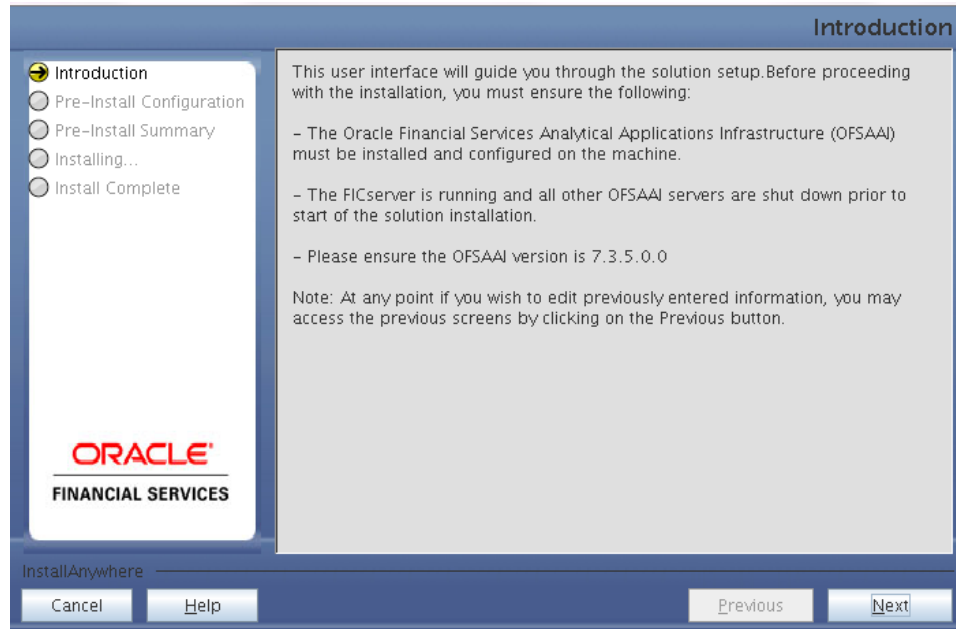 Introduction
Introduction
Pre-Install Configuration
Pre-Install Summary
Installing...
Install Complete
ORACLE
FINANCIAL SERVICES
This user interface will guide you through the solution setup.Before proceeding
with the installation, you must ensure the following:
- The Oracle Financial Services Analytical Applications Infrastructure (OFSAAI)
must be installed and configured on the machine.
- The FICserver is running and all other OFSAAI servers are shut down prior to
start of the solution installation.
- Please ensure the OFSAAI version is 7.3.5.0.0
Note: At any point if you wish to edit previously entered information, you may
access the previous screens by clicking on the Previous button.
InstallAnywhere
Cancel
Help
Previous
Next